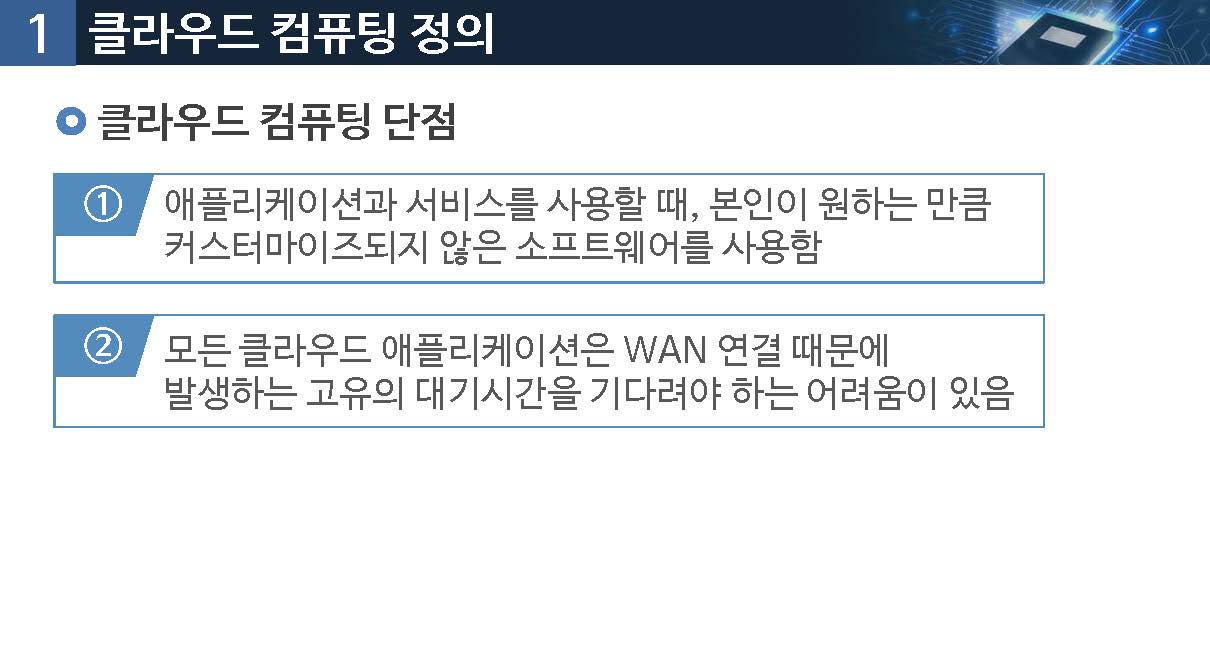 1 클라우드 컴퓨팅 정의
클라우드 컴퓨팅 단점
① 애플리케이션과 서비스를 사용할 때, 본인이 원하는 만큼
커스터마이즈되지 않은 소프트웨어를 사용함
② 모든 클라우드 애플리케이션은 WAN 연결 때문에
발생하는 고유의 대기시간을 기다려야 하는 어려움이 있음